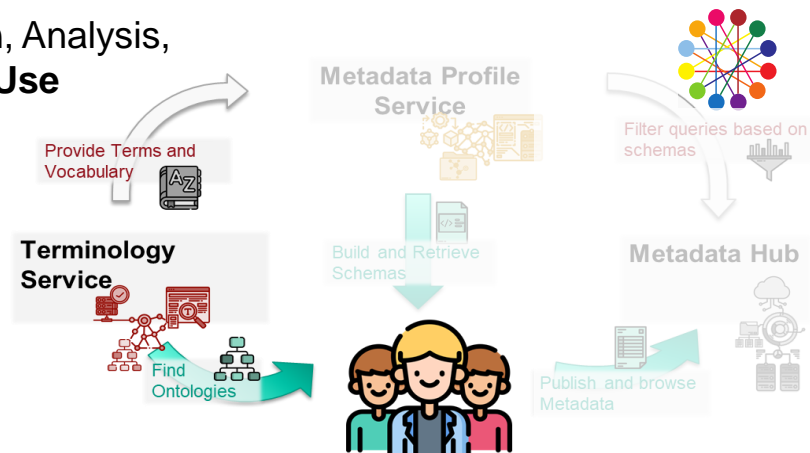 , Analysis,
Use
Metadata Profile
Service
Provide Terms and
Vocabulary
AZ
Filter queries based on
schemas
Terminology
Service
T
Build and Retrieve
Schemas
</>
Metadata Hub
Find
Ontologies
Publish and browse
Metadata